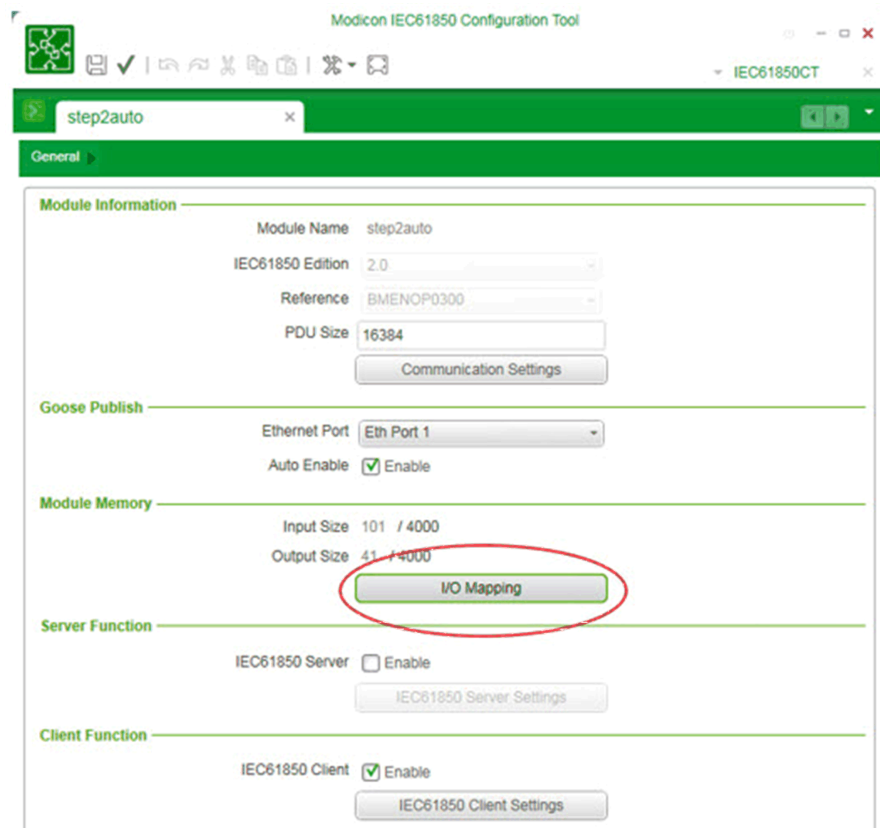 Modicon IEC61850 Configuration Tool
IEC61850CT
step2auto
General
Module Information
Module Name step2auto
IEC61850 Edition 2.0
Reference BMENOP0300
PDU Size 16384
Communication Settings
Goose Publish
Ethernet Port Eth Port 1
Auto Enable Enable
Module Memory
Input Size 101 / 4000
Output Size 41 / 4000
I/O Mapping
Server Function
IEC61850 Server Enable
IEC61850 Server Settings
Client Function
IEC61850 Client Enable
IEC61850 Client Settings